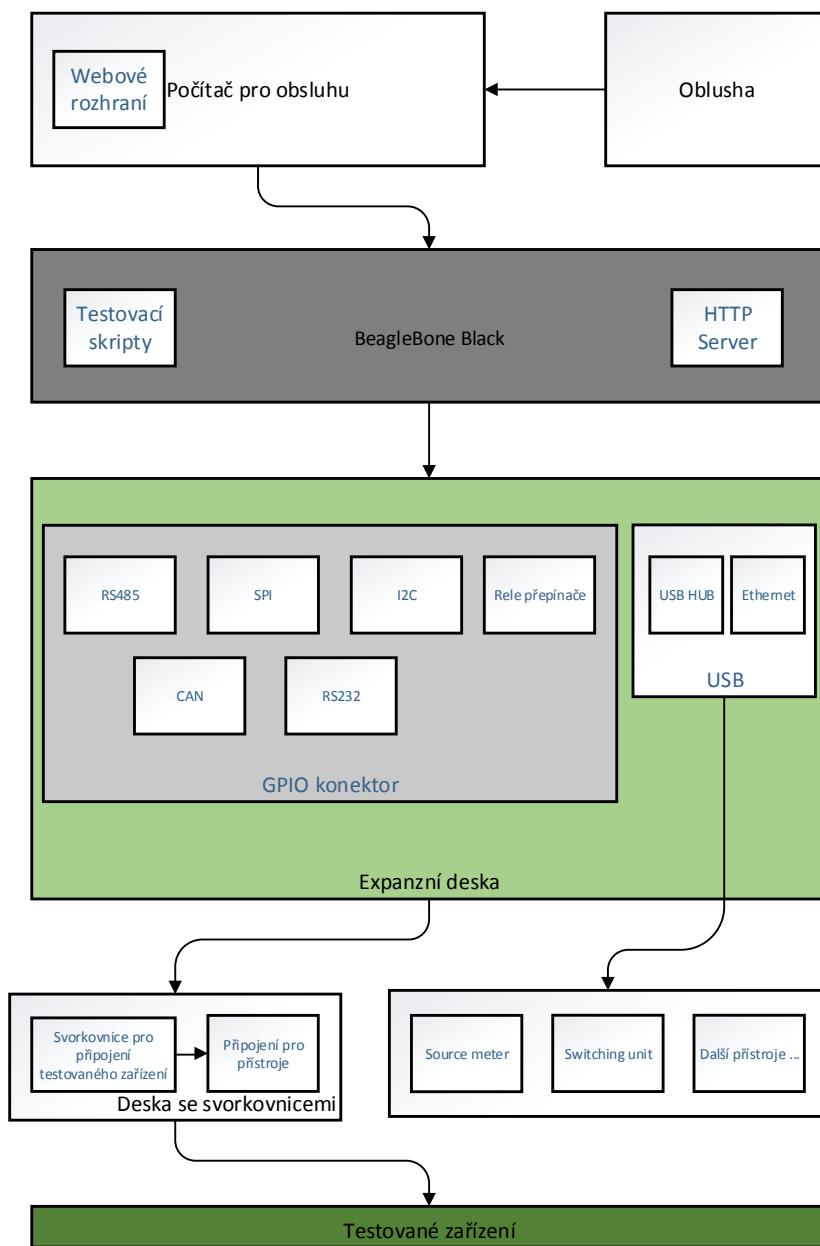 Webové
rozhraní
Počítač pro obsluhu
Oblusha
Testovací
skripty
BeagleBone Black
HTTP
Server
RS485
SPI
I2C
Rele přepínače
USB HUB
Ethernet
CAN
RS232
USB
GPIO konektor
Expanzní deska
Svorkovnice pro
připojení
testovaného zařízení
Připojení pro
přístroje
Deska se svorkovnicemi
Source meter
Switching unit
Další přístroje ...
Testované zařízení